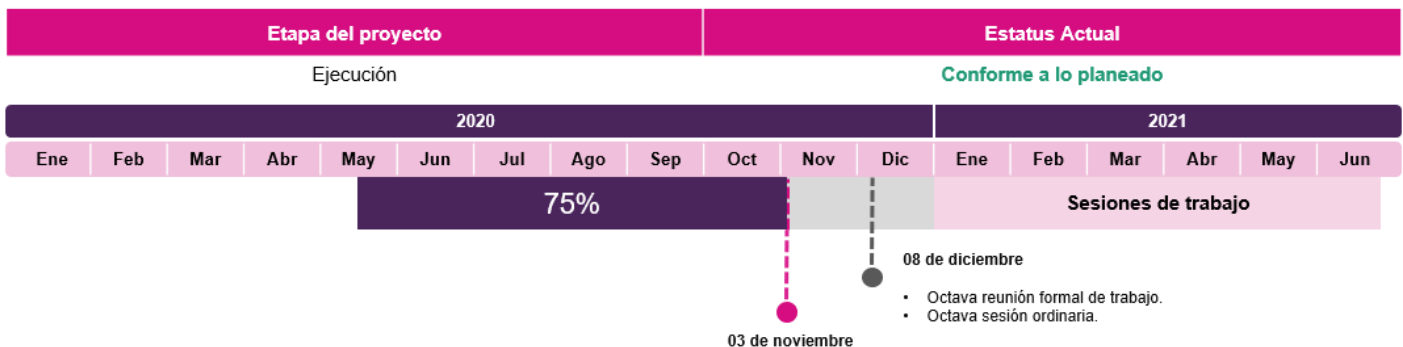 Etapa del proyecto Estatus Actual
Ejecución Conforme a lo planeado
2020 2021
Ene Feb Mar Abr May Jun Jul Ago Sep Oct Nov Dic Ene Feb Mar Abr May Jun
75% Sesiones de trabajo
08 de diciembre
• Octava reunión formal de trabajo.
• Octava sesión ordinaria.
03 de noviembre